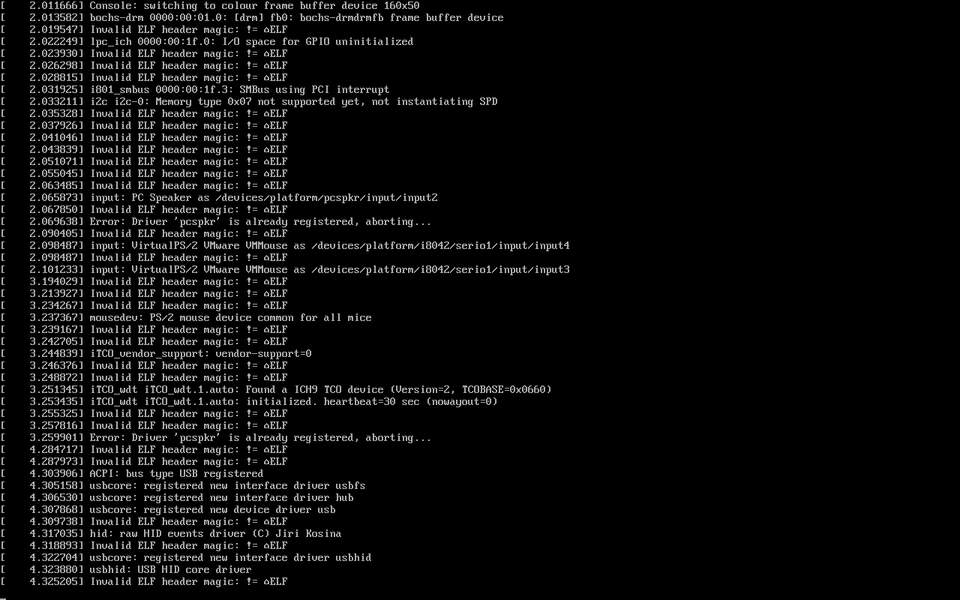 [    2.011666] Console: switching to colour frame buffer device 160x50
[    2.013582] bochs-drm 0000:00:01.0: [drm] fb0: bochs-drmdrmfb frame buffer device
[    2.019547] Invalid ELF header magic: != ⌂ELF
[    2.022249] lpc_ich 0000:00:1f.0: I/O space for GPIO uninitialized
[    2.023930] Invalid ELF header magic: != ⌂ELF
[    2.026298] Invalid ELF header magic: != ⌂ELF
[    2.028815] Invalid ELF header magic: != ⌂ELF
[    2.031925] i801_smbus 0000:00:1f.3: SMBus using PCI interrupt
[    2.033211] i2c i2c-0: Memory type 0x07 not supported yet, not instantiating SPD
[    2.035328] Invalid ELF header magic: != ⌂ELF
[    2.037926] Invalid ELF header magic: != ⌂ELF
[    2.041046] Invalid ELF header magic: != ⌂ELF
[    2.043839] Invalid ELF header magic: != ⌂ELF
[    2.051071] Invalid ELF header magic: != ⌂ELF
[    2.055045] Invalid ELF header magic: != ⌂ELF
[    2.063485] Invalid ELF header magic: != ⌂ELF
[    2.065873] input: PC Speaker as /devices/platform/pcspkr/input/input2
[    2.067850] Invalid ELF header magic: != ⌂ELF
[    2.069638] Error: Driver 'pcspkr' is already registered, aborting...
[    2.090405] Invalid ELF header magic: != ⌂ELF
[    2.098487] input: VirtualPS/2 VMware VMMouse as /devices/platform/i8042/serio1/input/input4
[    2.098487] Invalid ELF header magic: != ⌂ELF
[    2.101233] input: VirtualPS/2 VMware VMMouse as /devices/platform/i8042/serio1/input/input3
[    3.194029] Invalid ELF header magic: != ⌂ELF
[    3.213927] Invalid ELF header magic: != ⌂ELF
[    3.234267] Invalid ELF header magic: != ⌂ELF
[    3.237367] mousedev: PS/2 mouse device common for all mice
[    3.239167] Invalid ELF header magic: != ⌂ELF
[    3.242705] Invalid ELF header magic: != ⌂ELF
[    3.244839] iTCO_vendor_support: vendor-support=0
[    3.246376] Invalid ELF header magic: != ⌂ELF
[    3.248872] Invalid ELF header magic: != ⌂ELF
[    3.251345] iTCO_wdt iTCO_wdt.1.auto: Found a ICH9 TCO device (Version=2, TCOBASE=0x0660)
[    3.253435] iTCO_wdt iTCO_wdt.1.auto: initialized. heartbeat=30 sec (nowayout=0)
[    3.255325] Invalid ELF header magic: != ⌂ELF
[    3.257816] Invalid ELF header magic: != ⌂ELF
[    3.259901] Error: Driver 'pcspkr' is already registered, aborting...
[    4.284717] Invalid ELF header magic: != ⌂ELF
[    4.287973] Invalid ELF header magic: != ⌂ELF
[    4.303906] ACPI: bus type USB registered
[    4.305158] usbcore: registered new interface driver usbfs
[    4.306530] usbcore: registered new interface driver hub
[    4.307868] usbcore: registered new device driver usb
[    4.309738] Invalid ELF header magic: != ⌂ELF
[    4.317035] hid: raw HID events driver (C) Jiri Kosina
[    4.318893] Invalid ELF header magic: != ⌂ELF
[    4.322704] usbcore: registered new interface driver usbhid
[    4.323880] usbhid: USB HID core driver
[    4.325205] Invalid ELF header magic: != ⌂ELF